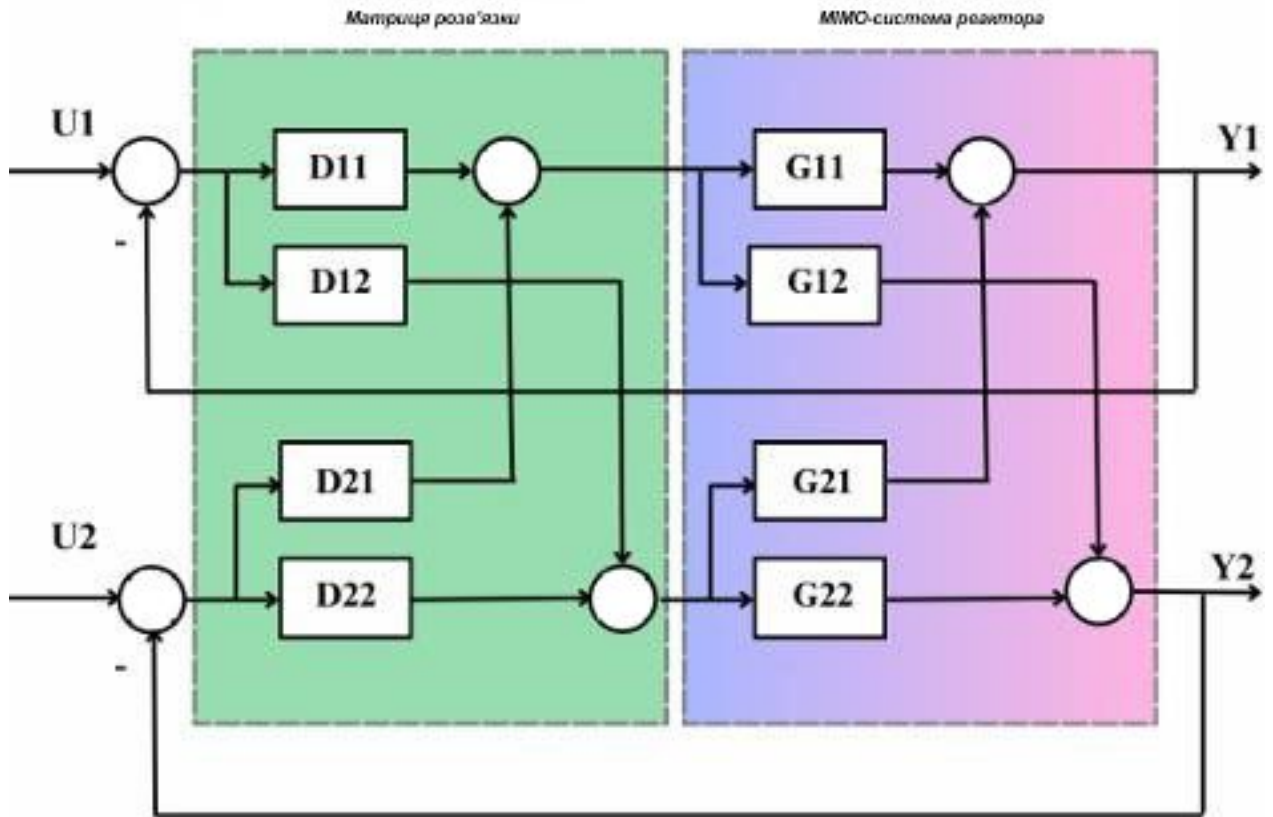 Матриця розв'язки
MIMO-система реактора
U1
Y1
D11
G11
-
D12
G12
D21
G21
U2
Y2
D22
G22
-